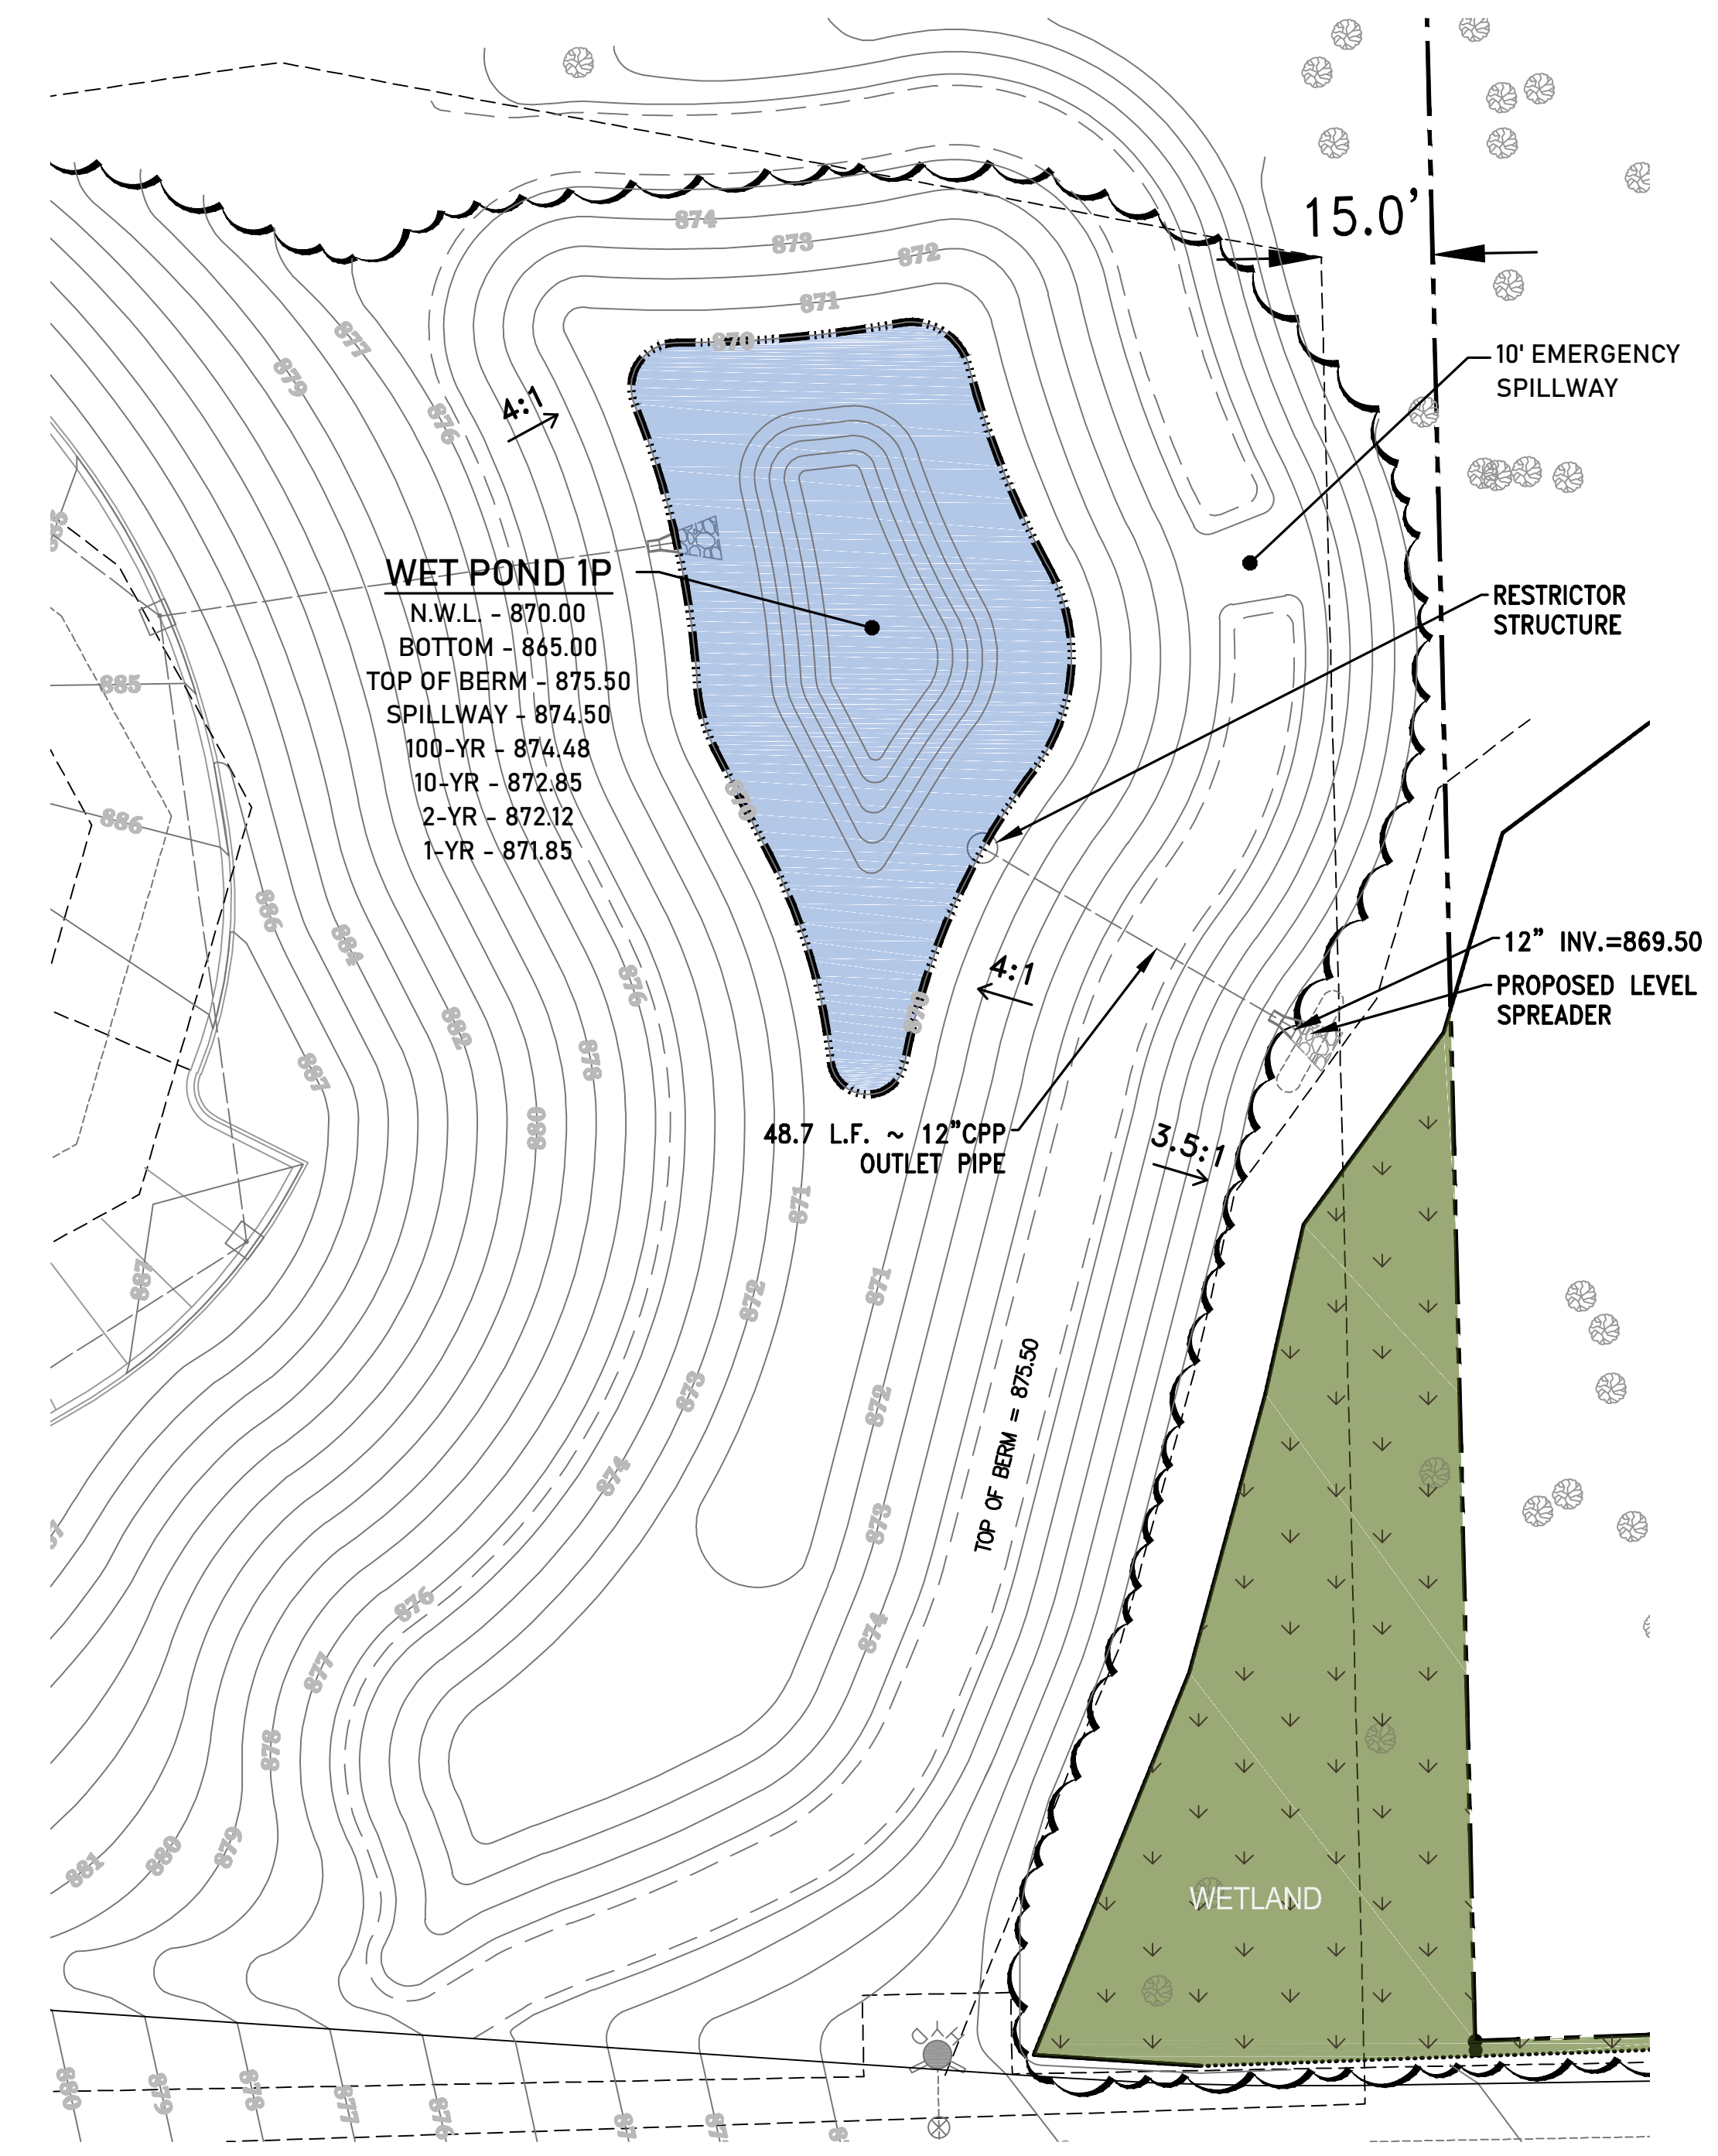 874
873
872
15.0'
871
870
877
879
876
4:1
10' EMERGENCY
SPILLWAY
885
WET POND 1P
N.W.L. - 870.00
BOTTOM - 865.00
TOP OF BERM - 875.50
SPILLWAY - 874.50
100-YR - 874.48
10-YR - 872.85
2-YR - 872.12
1-YR - 871.85
RESTRICTOR
STRUCTURE
885
886
870
886
884
876
882
878
887
880
870
4:1
12" INV.=869.50
PROPOSED LEVEL
SPREADER
48.7 L.F. ~ 12"CPP
OUTLET PIPE
3.5:1
871
887
872
871
873
872
874
873
TOP OF BERM = 875.50
876
874
877
878
879
880
881
WETLAND
880
879
878
877
876